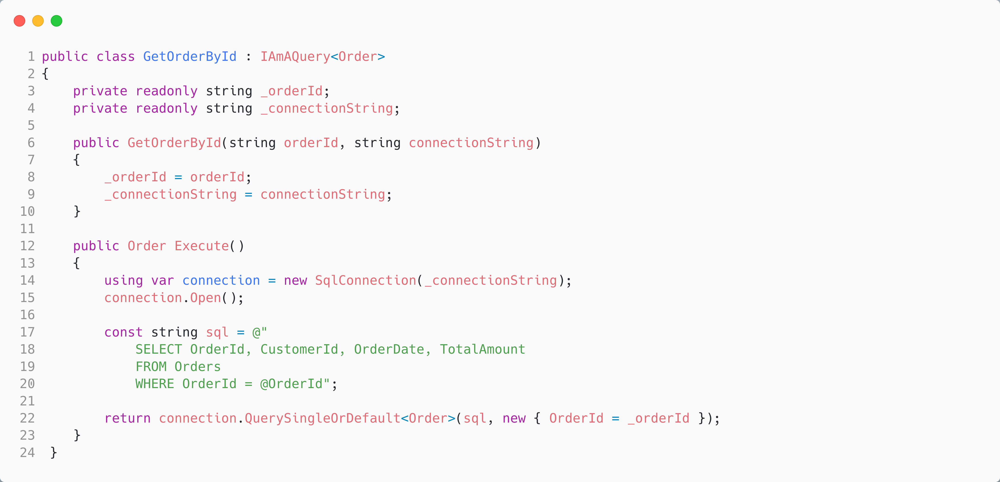 1 public class GetOrderById : IAmAQuery<Order>
2 {
3     private readonly string _orderId;
4     private readonly string _connectionString;
5
6     public GetOrderById(string orderId, string connectionString)
7     {
8         _orderId = orderId;
9         _connectionString = connectionString;
10     }
11
12     public Order Execute()
13     {
14         using var connection = new SqlConnection(_connectionString);
15         connection.Open();
16
17         const string sql = @"
18             SELECT OrderId, CustomerId, OrderDate, TotalAmount
19             FROM Orders
20             WHERE OrderId = @OrderId";
21
22         return connection.QuerySingleOrDefault<Order>(sql, new { OrderId = _orderId });
23     }
24  }